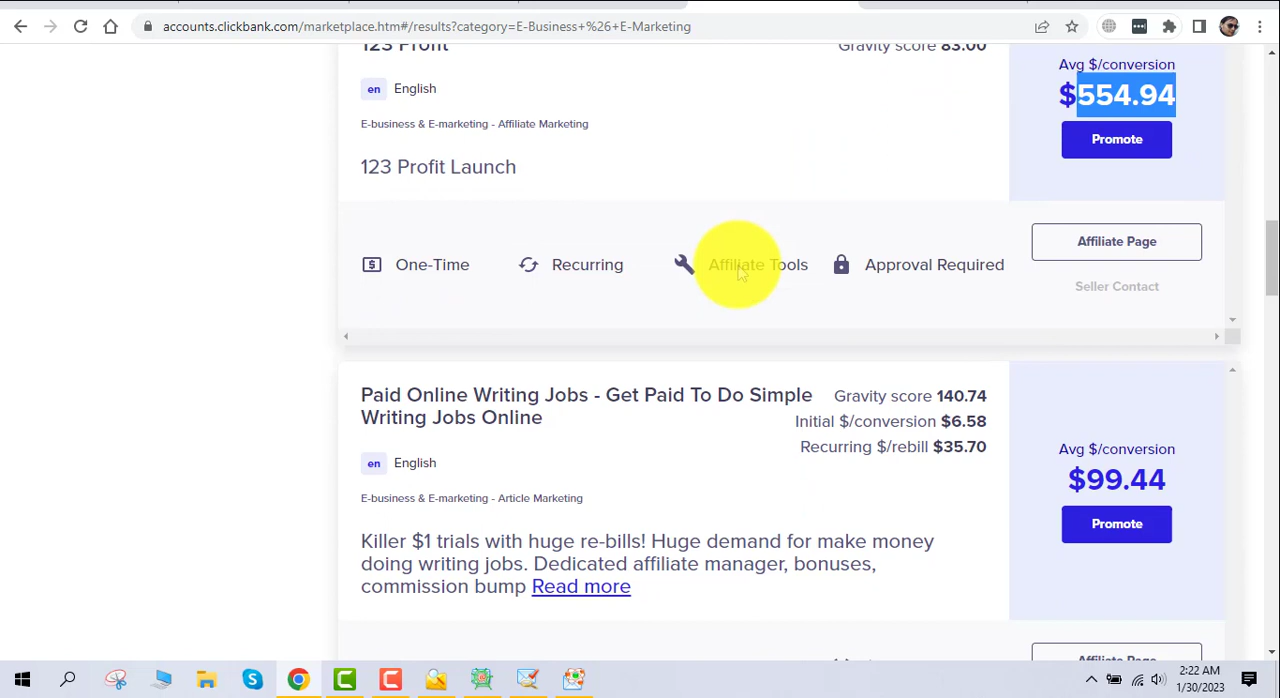 accounts.clickbank.com/marketplace.htm#/results?category=E-Business+%26+E-Marketing
123 Profit
Gravity score 83.00
Avg $/conversion
$554.94
en English
Promote
E-business & E-marketing - Affiliate Marketing
123 Profit Launch
One-Time
Recurring
Affiliate Tools
Approval Required
Affiliate Page
Seller Contact
Paid Online Writing Jobs - Get Paid To Do Simple
Writing Jobs Online
Gravity score 140.74
Initial $/conversion $6.58
Recurring $/rebill $35.70
Avg $/conversion
$99.44
en English
Promote
E-business & E-marketing - Article Marketing
Killer $1 trials with huge re-bills! Huge demand for make money
doing writing jobs. Dedicated affiliate manager, bonuses,
commission bump Read more
Affiliate Page
2:22 AM
1/30/2023